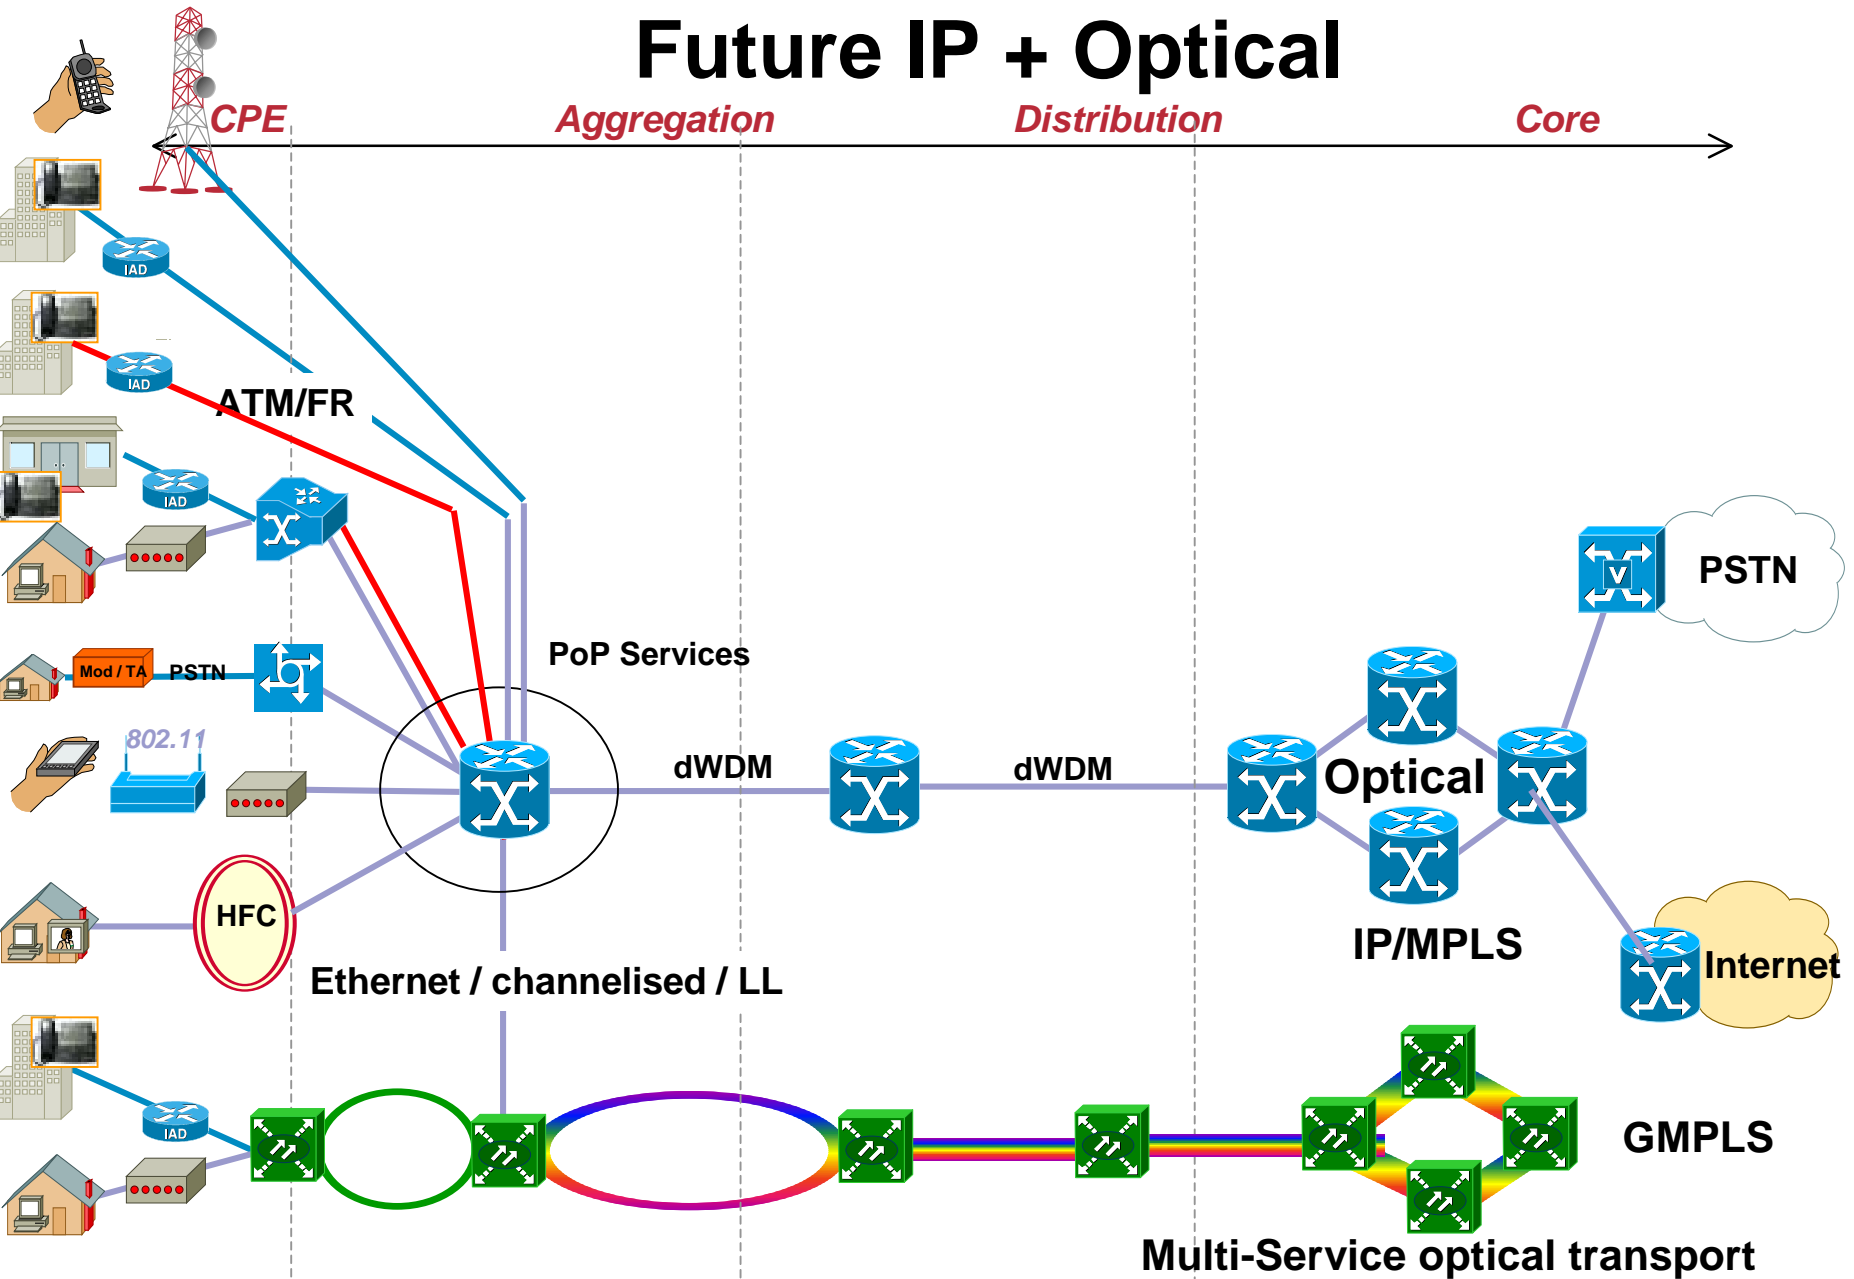 Future IP + Optical
CPE
Aggregation
Distribution
Core
IAD
IAD
ATM/FR
IAD
PSTN
V
PoP Services
Mod / TA
PSTN
802.11
dWDM
dWDM
Optical
HFC
IP/MPLS
Internet
Ethernet / channelised / LL
IAD
GMPLS
Multi-Service optical transport